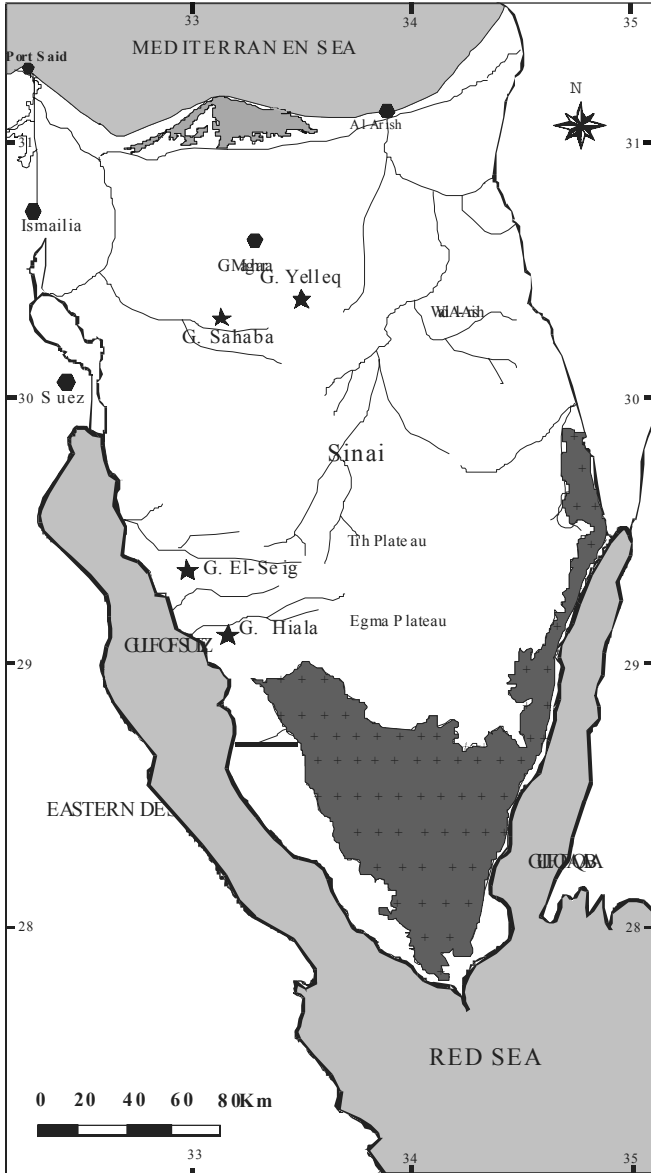 33
34
35
MEDITERRAN EN SEA
Port Said
Al Arish
N
31
31
Ismailia
G. Yelleq
G. Sahaba
30
Suez
30
Sinai
Tih Plateau
G. El-Seig
G. Hiala
Egma Plateau
29
29
EASTERN DES
28
28
RED SEA
0 20 40 60 80Km
33
34
35